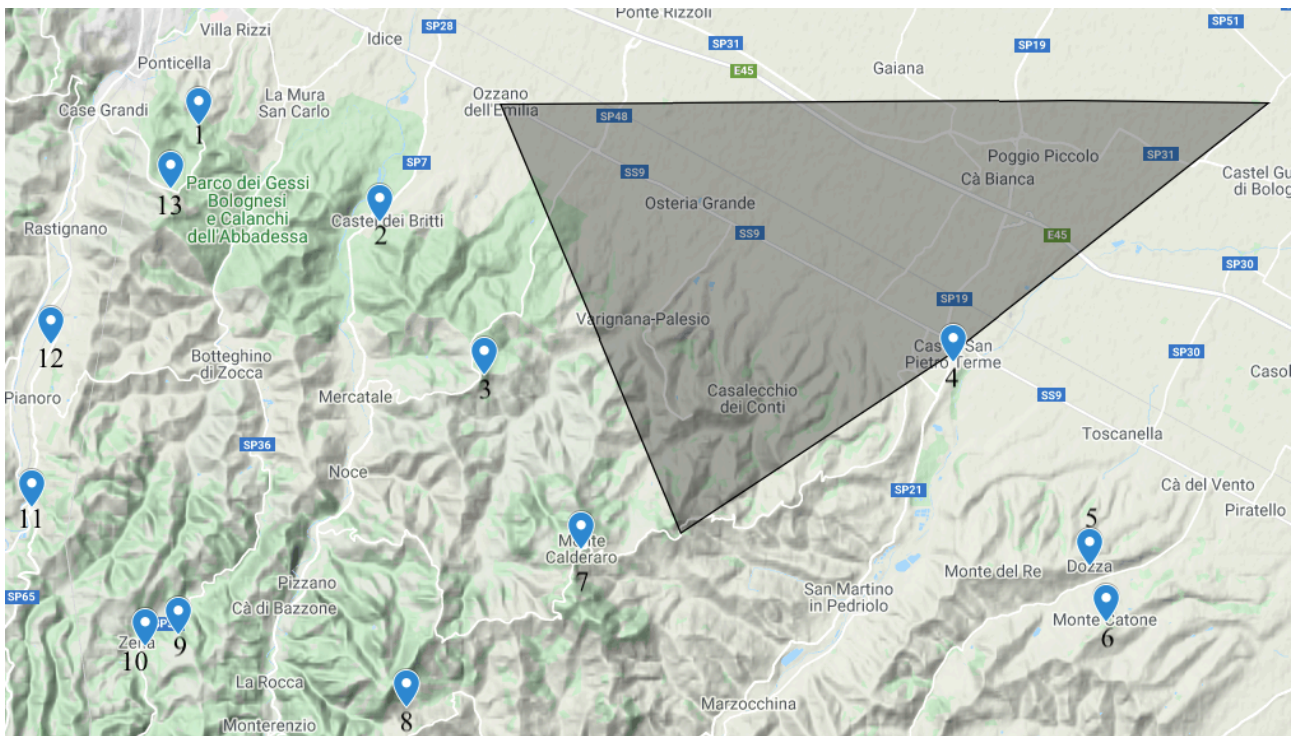 Ponte Rizzoli
SP51
Villa Rizzi
SP28
Idice
SP31
SP19
Ponticella
E45
Gaiana
Case Grandi
La Mura
San Carlo
Ozzano
dell'Emilia
1
SP48
SP7
SS9
Poggio Piccolo
SP31
Cà Bianca
Castel Gu
di Bolog
13
Parco dei Gessi
Bolognesi
e Calanchi
dell'Abbadessa
Castel dei Britti
2
Osteria Grande
Rastignano
SS9
E45
SP30
SP19
Varignana-Palesio
12
Botteghino
di Zocca
3
San
Pietro Terme
4
SP30
Casol
Pianoro
Mercatale
Casalecchio
dei Conti
SS9
Toscanella
SP36
Noce
SP21
Cà del Vento
Piratello
11
5
Monte
Calderaro
7
Monte del Re
Dozza
Pizzano
Cà di Bazzone
San Martino
in Pedriolo
SP65
Monte Catone
6
Zena
10
9
La Rocca
Monterenzio
8
Marzocchina